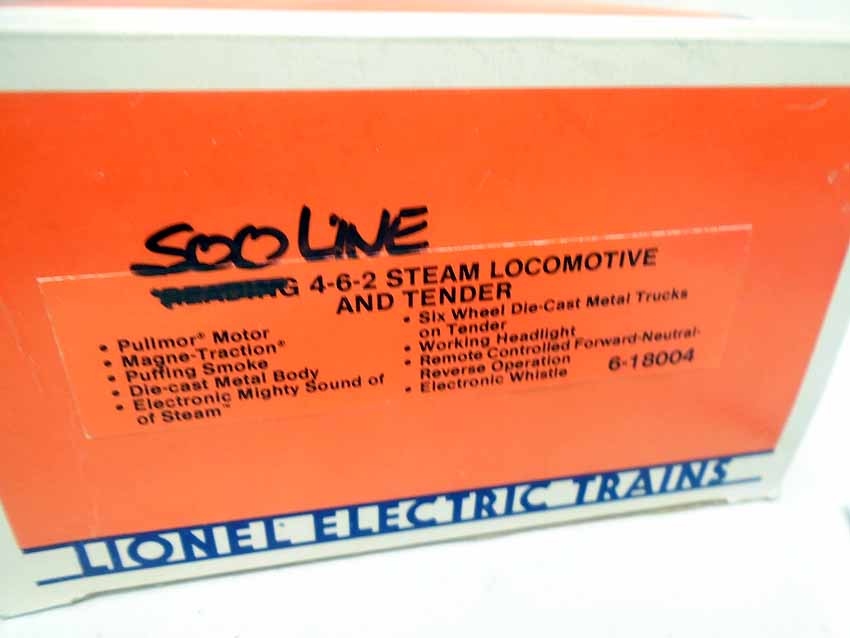 SOO LINE
READING 4-6-2 STEAM LOCOMOTIVE
AND TENDER
• Pullmor® Motor
• Magne-Traction®
• Puffing Smoke
• Die-cast Metal Body
• Electronic Mighty Sound of
of Steam™
• Six Wheel Die-Cast Metal Trucks
on Tender
• Working Headlight
• Remote Controlled Forward-Neutral-
Reverse Operation
• Electronic Whistle
6-18004
LIONEL ELECTRIC TRAINS